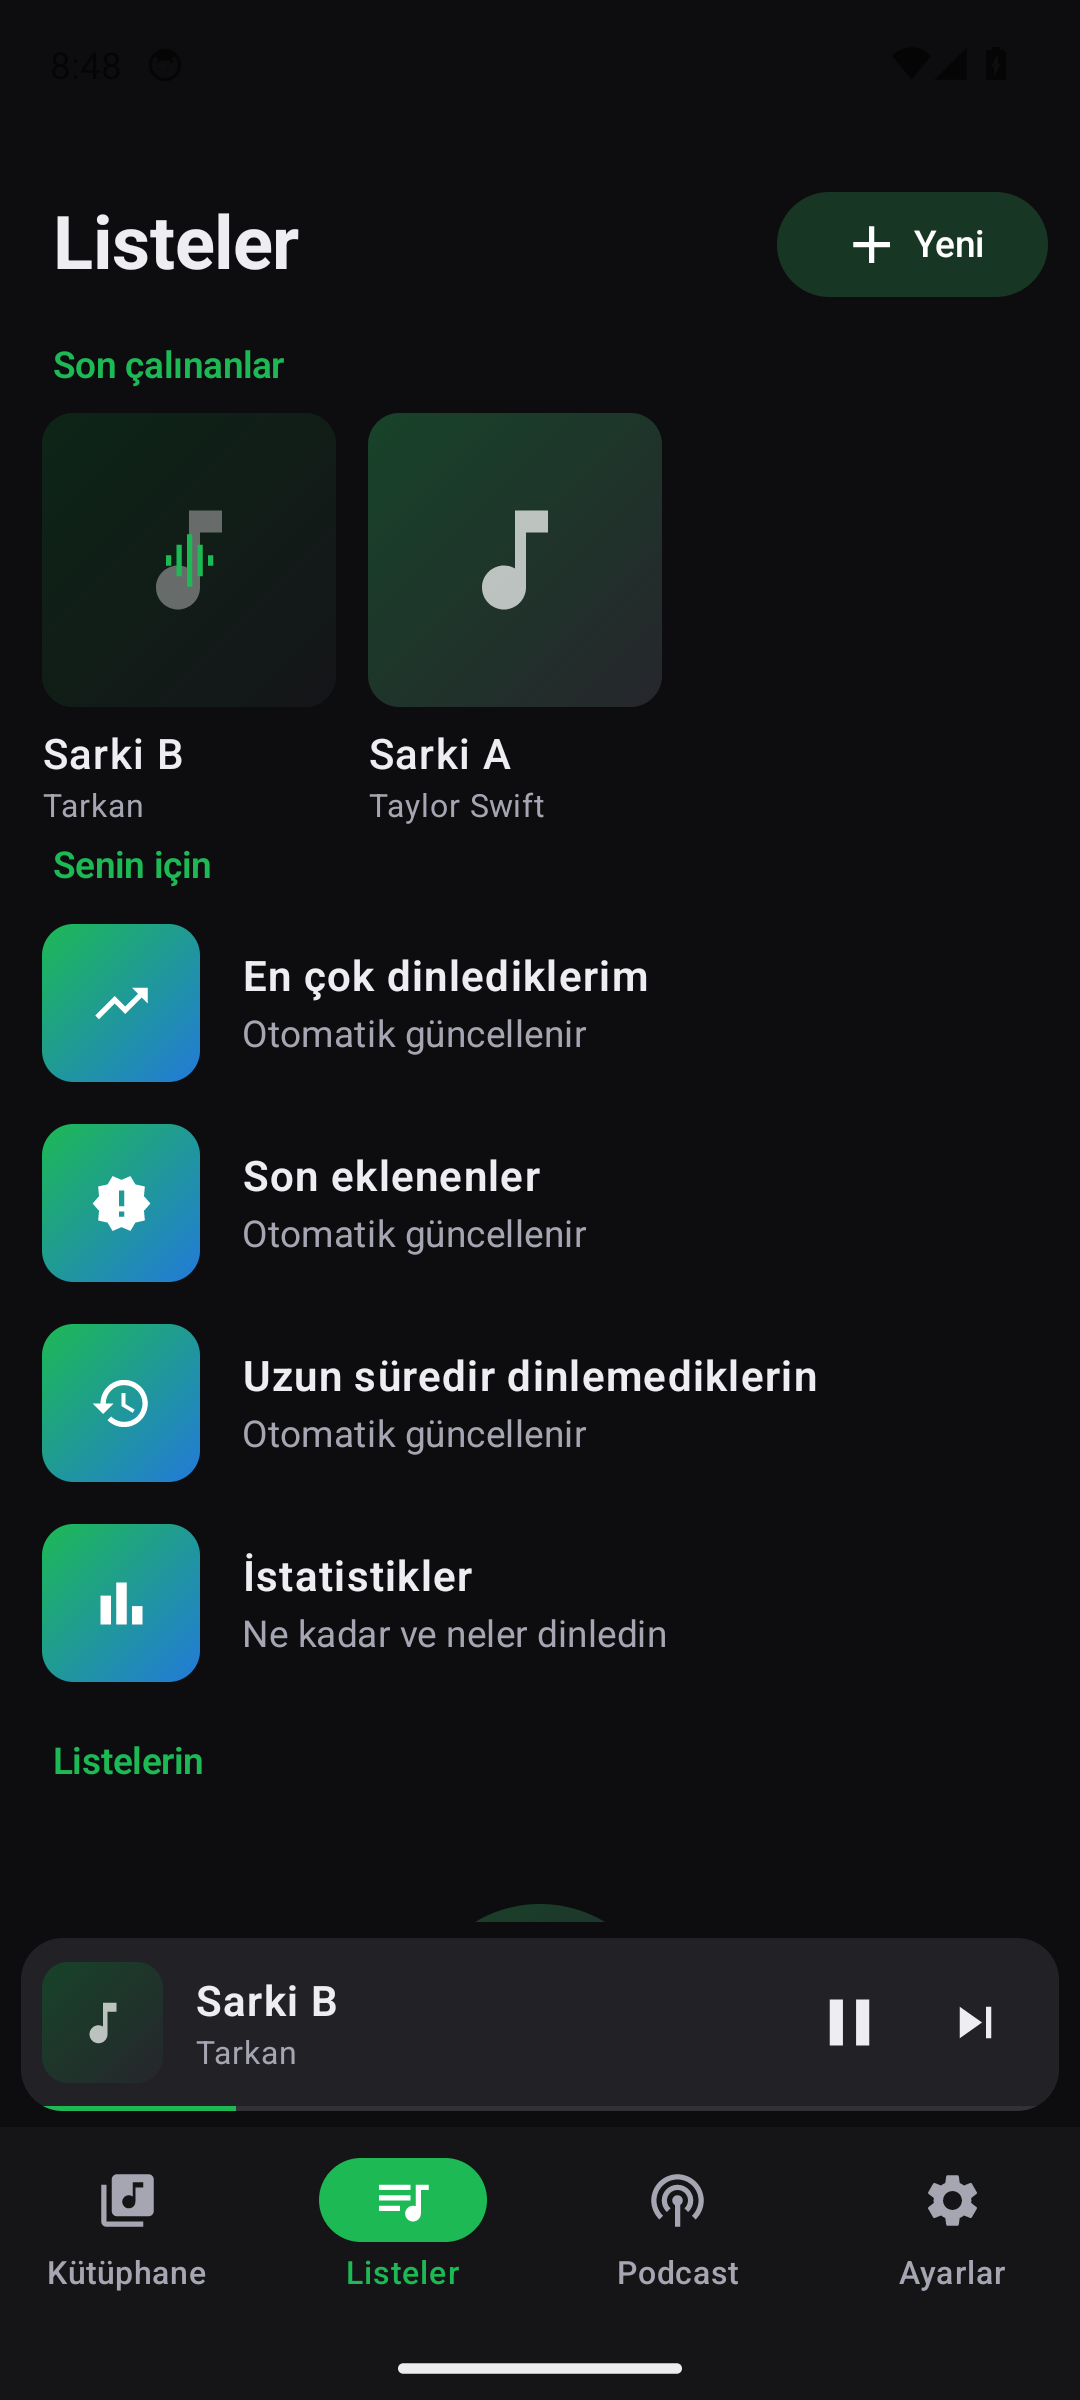 8:48
Listeler
Yeni
Son çalınanlar
Sarki B
Tarkan
Sarki A
Taylor Swift
Senin için
En çok dinlediklerim
Otomatik güncellenir
Son eklenenler
Otomatik güncellenir
Uzun süredir dinlemediklerin
Otomatik güncellenir
İstatistikler
Ne kadar ve neler dinledin
Listelerin
Sarki B
Tarkan
Kütüphane
Listeler
Podcast
Ayarlar